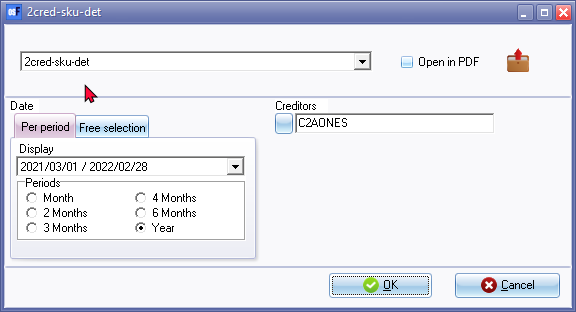 2cred-sku-det
2cred-sku-det
Open in PDF
Date
Creditors
Per period
Free selection
C2AONES
Display
2021/03/01 / 2022/02/28
Periods
Month
4 Months
2 Months
6 Months
3 Months
Year
OK
Cancel